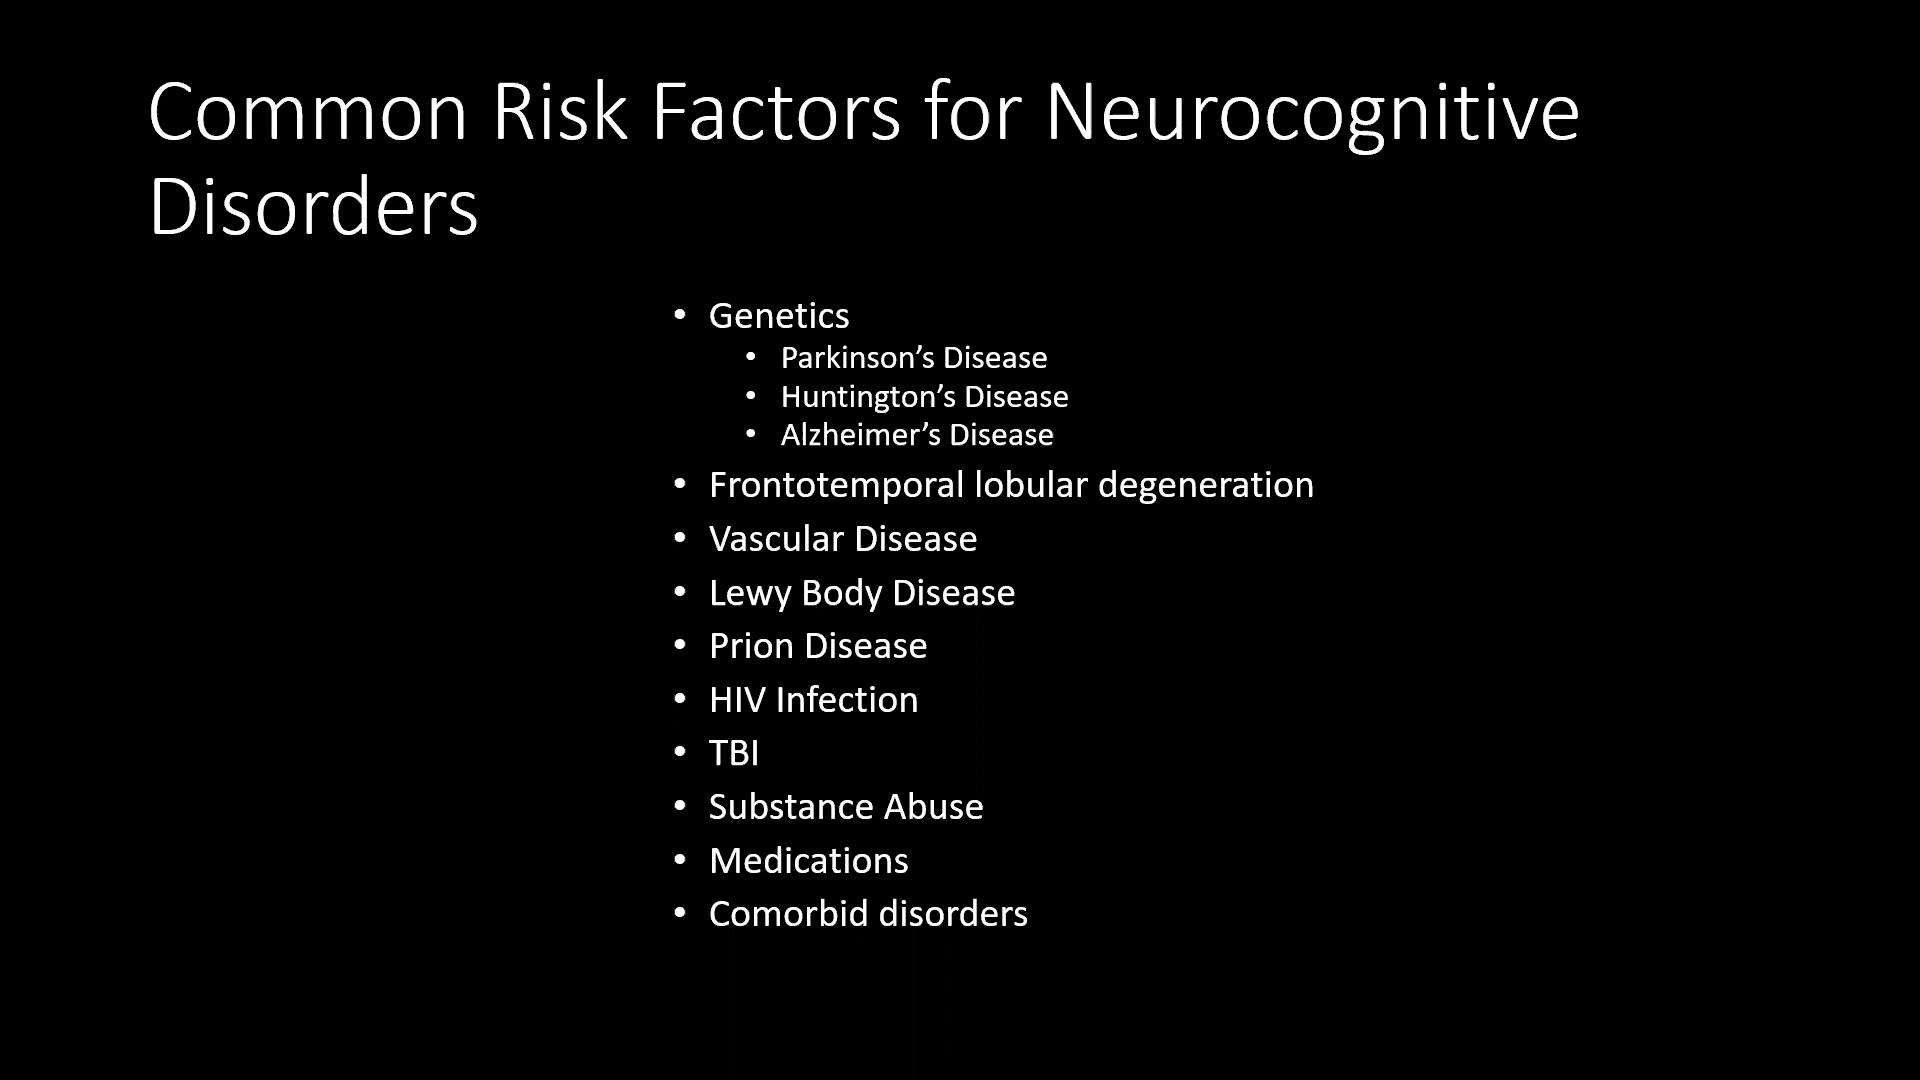 Common Risk Factors for Neurocognitive
Disorders
• Genetics
• Parkinson’s Disease
• Huntington’s Disease
• Alzheimer’s Disease
• Frontotemporal lobular degeneration
• Vascular Disease
• Lewy Body Disease
• Prion Disease
• HIV Infection
• TBI
• Substance Abuse
• Medications
• Comorbid disorders